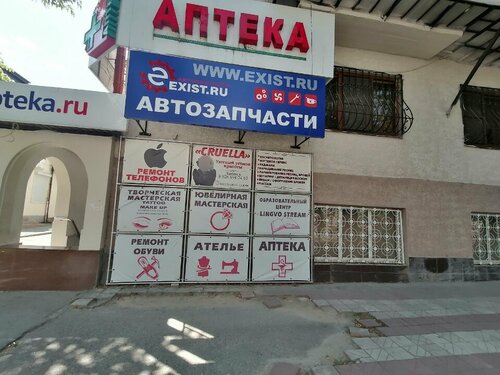 АПТЕКА
WWW.EXIST.RU
EXIST.RU
АВТОЗАПЧАСТИ
oteka.ru
РЕМОНТ
ТЕЛЕФОНОВ
«CRUELLA»
ТВОРЧЕСКАЯ
МАСТЕРСКАЯ
TATTOO
MAKE UP
ЮВЕЛИРНАЯ
МАСТЕРСКАЯ
ОБРАЗОВАТЕЛЬНЫЙ
ЦЕНТР
LINGVO STREAM
РЕМОНТ
ОБУВИ
АТЕЛЬЕ
АПТЕКА